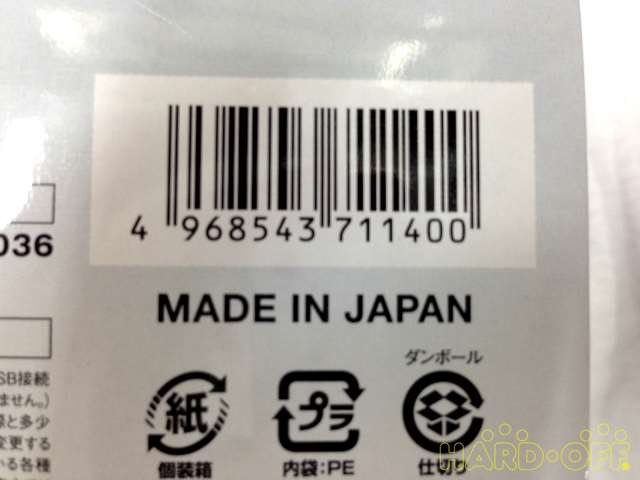 4 968543 711400
036
MADE IN JAPAN
SB接続
ません。)
多少
変更する
いる各種
紙
個装箱
プラ
内袋:PE
ダンボール
仕切り
HARD・OFF